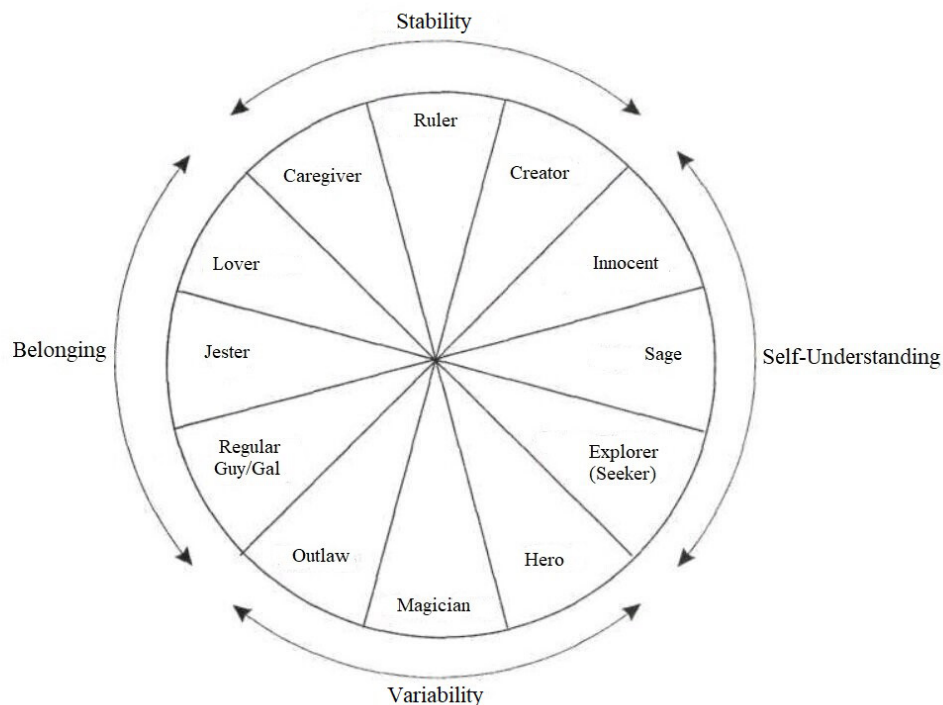 Stability
Ruler
Caregiver
Creator
Lover
Innocent
Belonging
Jester
Sage
Self-Understanding
Regular
Guy/Gal
Explorer
(Seeker)
Outlaw
Hero
Magician
Variability